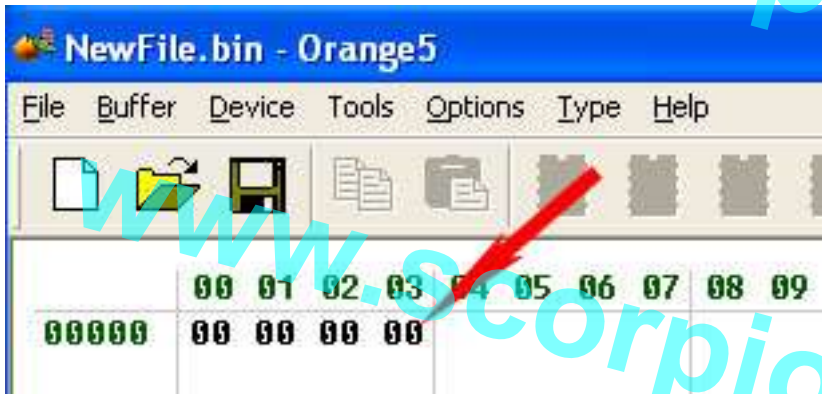 NewFile.bin - Orange5
File Buffer Device Tools Options Type Help
00 01 02 03 04 05 06 07 08 09
00000 00 00 00 00
www.scorpio